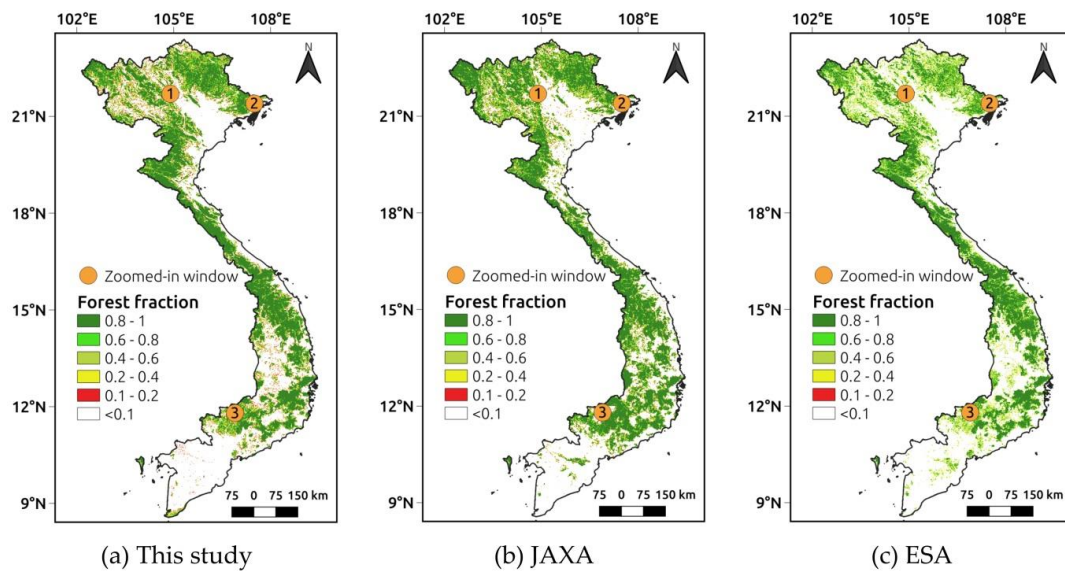 102°E 105°E 108°E
N
1
2
21°N
18°N
Zoomed-in window
Forest fraction
0.8 - 1
15°N
0.6 - 0.8
0.4 - 0.6
0.2 - 0.4
0.1 - 0.2
12°N
<0.1
3
75 0 75 150 km
9°N
(a) This study
102°E 105°E 108°E
N
1
2
21°N
18°N
Zoomed-in window
Forest fraction
0.8 - 1
15°N
0.6 - 0.8
0.4 - 0.6
0.2 - 0.4
0.1 - 0.2
12°N
<0.1
3
75 0 75 150 km
9°N
(b) JAXA
102°E 105°E 108°E
N
1
2
21°N
18°N
Zoomed-in window
Forest fraction
0.8 - 1
15°N
0.6 - 0.8
0.4 - 0.6
0.2 - 0.4
0.1 - 0.2
12°N
<0.1
3
75 0 75 150 km
9°N
(c) ESA